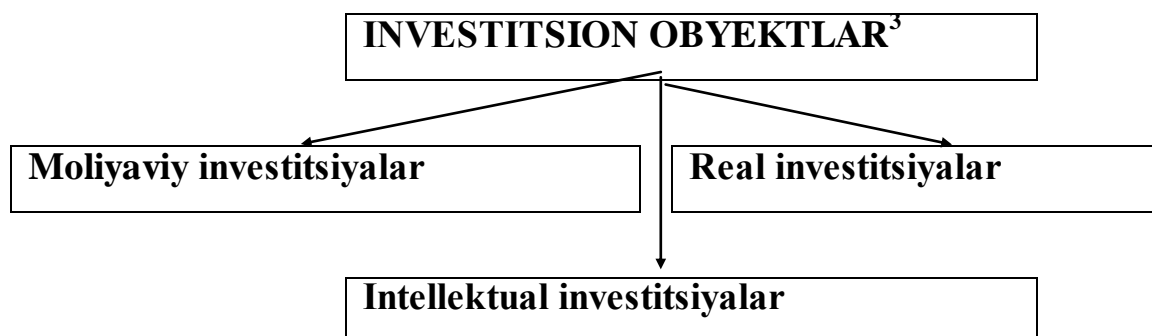 INVESTITSION OBYEKTLAR³
Moliyaviy investitsiyalar
Real investitsiyalar
Intellektual investitsiyalar